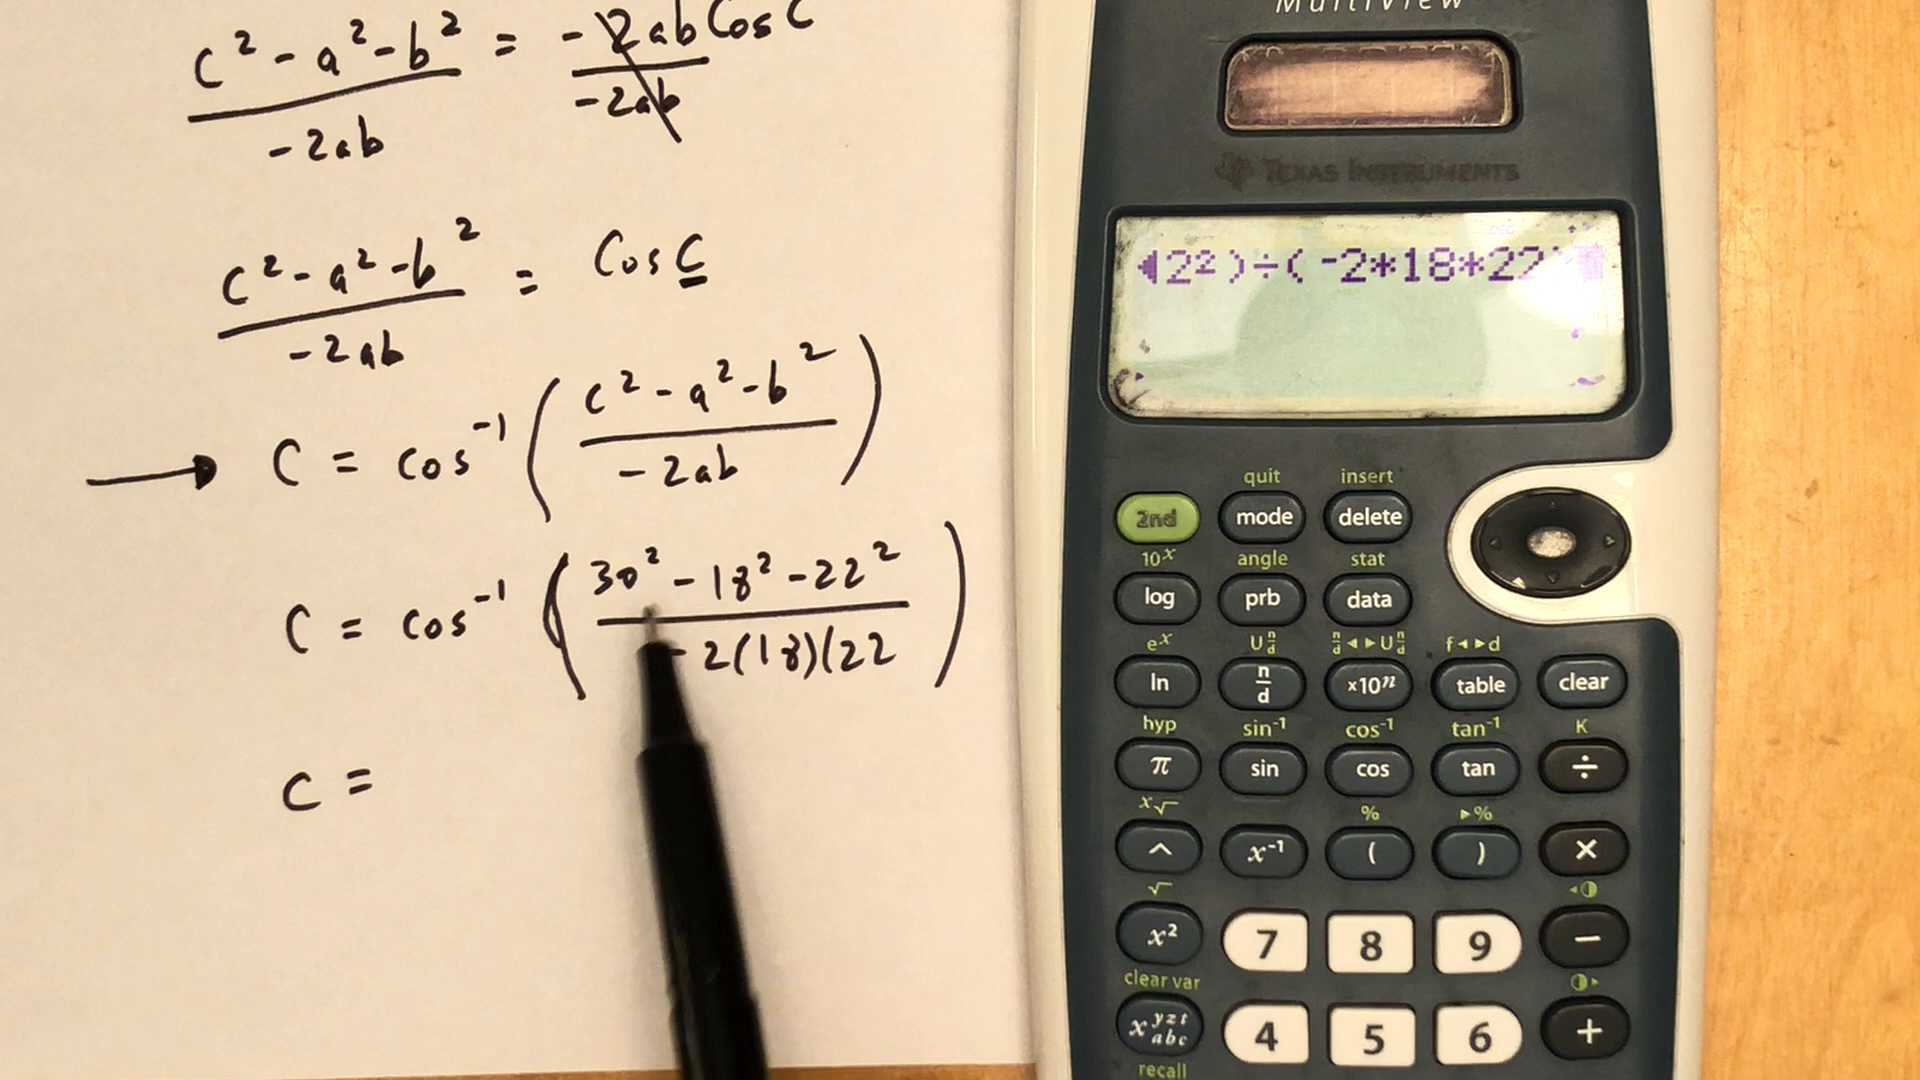 c² - a² - b² = -2ab Cos C
-2ab -2ab
c² - a² - b² = Cos C
-2ab
C = cos⁻¹ ( c² - a² - b² )
-2ab
C = cos⁻¹ ( 30² - 18² - 22² )
-2(18)(22
C =
MultiView
TEXAS INSTRUMENTS
DEG
2²)÷(⁻2*18*22)
quit insert
2nd mode delete
10ˣ angle stat
log prb data
eˣ U n/d n/d ◂▸ U n/d f◂▸d
ln n/d ×10ⁿ table clear
hyp sin⁻¹ cos⁻¹ tan⁻¹ K
π sin cos tan ÷
ˣ√ % ▸%
^ x⁻¹ ( ) ×
√
x² 7 8 9 −
clear var
x yzt abc 4 5 6 +
recall